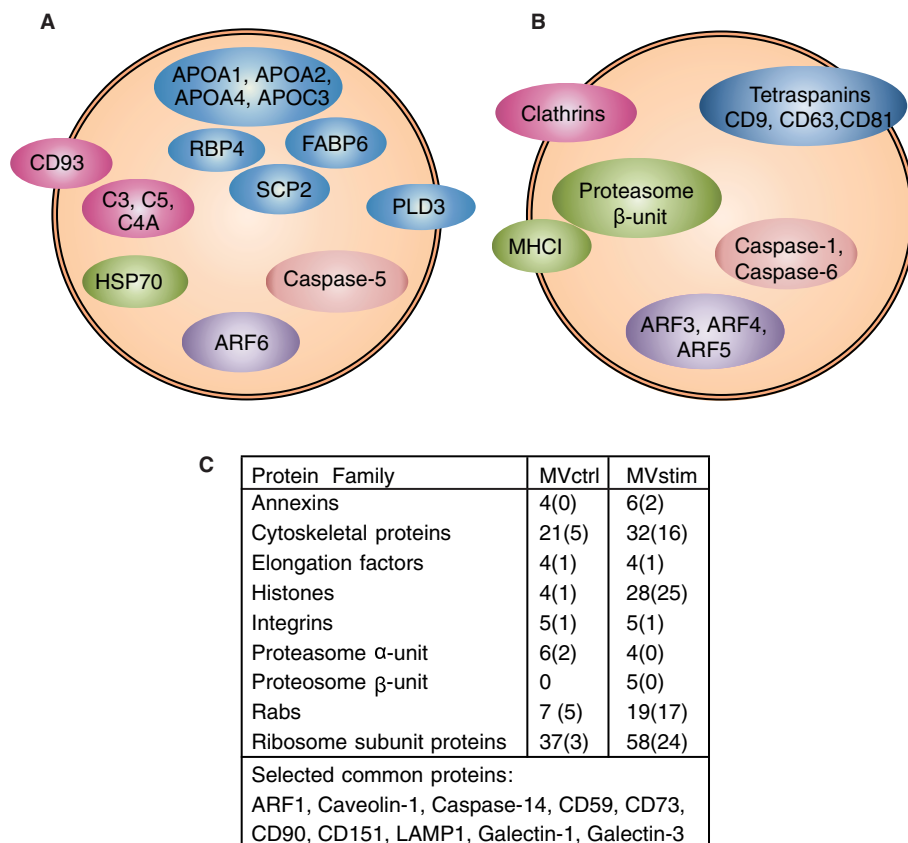 A
APOA1, APOA2,
APOA4, APOC3
RBP4
FABP6
SCP2
CD93
C3, C5,
C4A
PLD3
HSP70
Caspase-5
ARF6
B
Clathrins
Tetraspanins
CD9, CD63,CD81
Proteasome
β-unit
MHCI
Caspase-1,
Caspase-6
ARF3, ARF4,
ARF5
C
Protein Family MVctrl MVstim
Annexins 4(0) 6(2)
Cytoskeletal proteins 21(5) 32(16)
Elongation factors 4(1) 4(1)
Histones 4(1) 28(25)
Integrins 5(1) 5(1)
Proteasome α-unit 6(2) 4(0)
Proteosome β-unit 0 5(0)
Rabs 7 (5) 19(17)
Ribosome subunit proteins 37(3) 58(24)
Selected common proteins:
ARF1, Caveolin-1, Caspase-14, CD59, CD73,
CD90, CD151, LAMP1, Galectin-1, Galectin-3